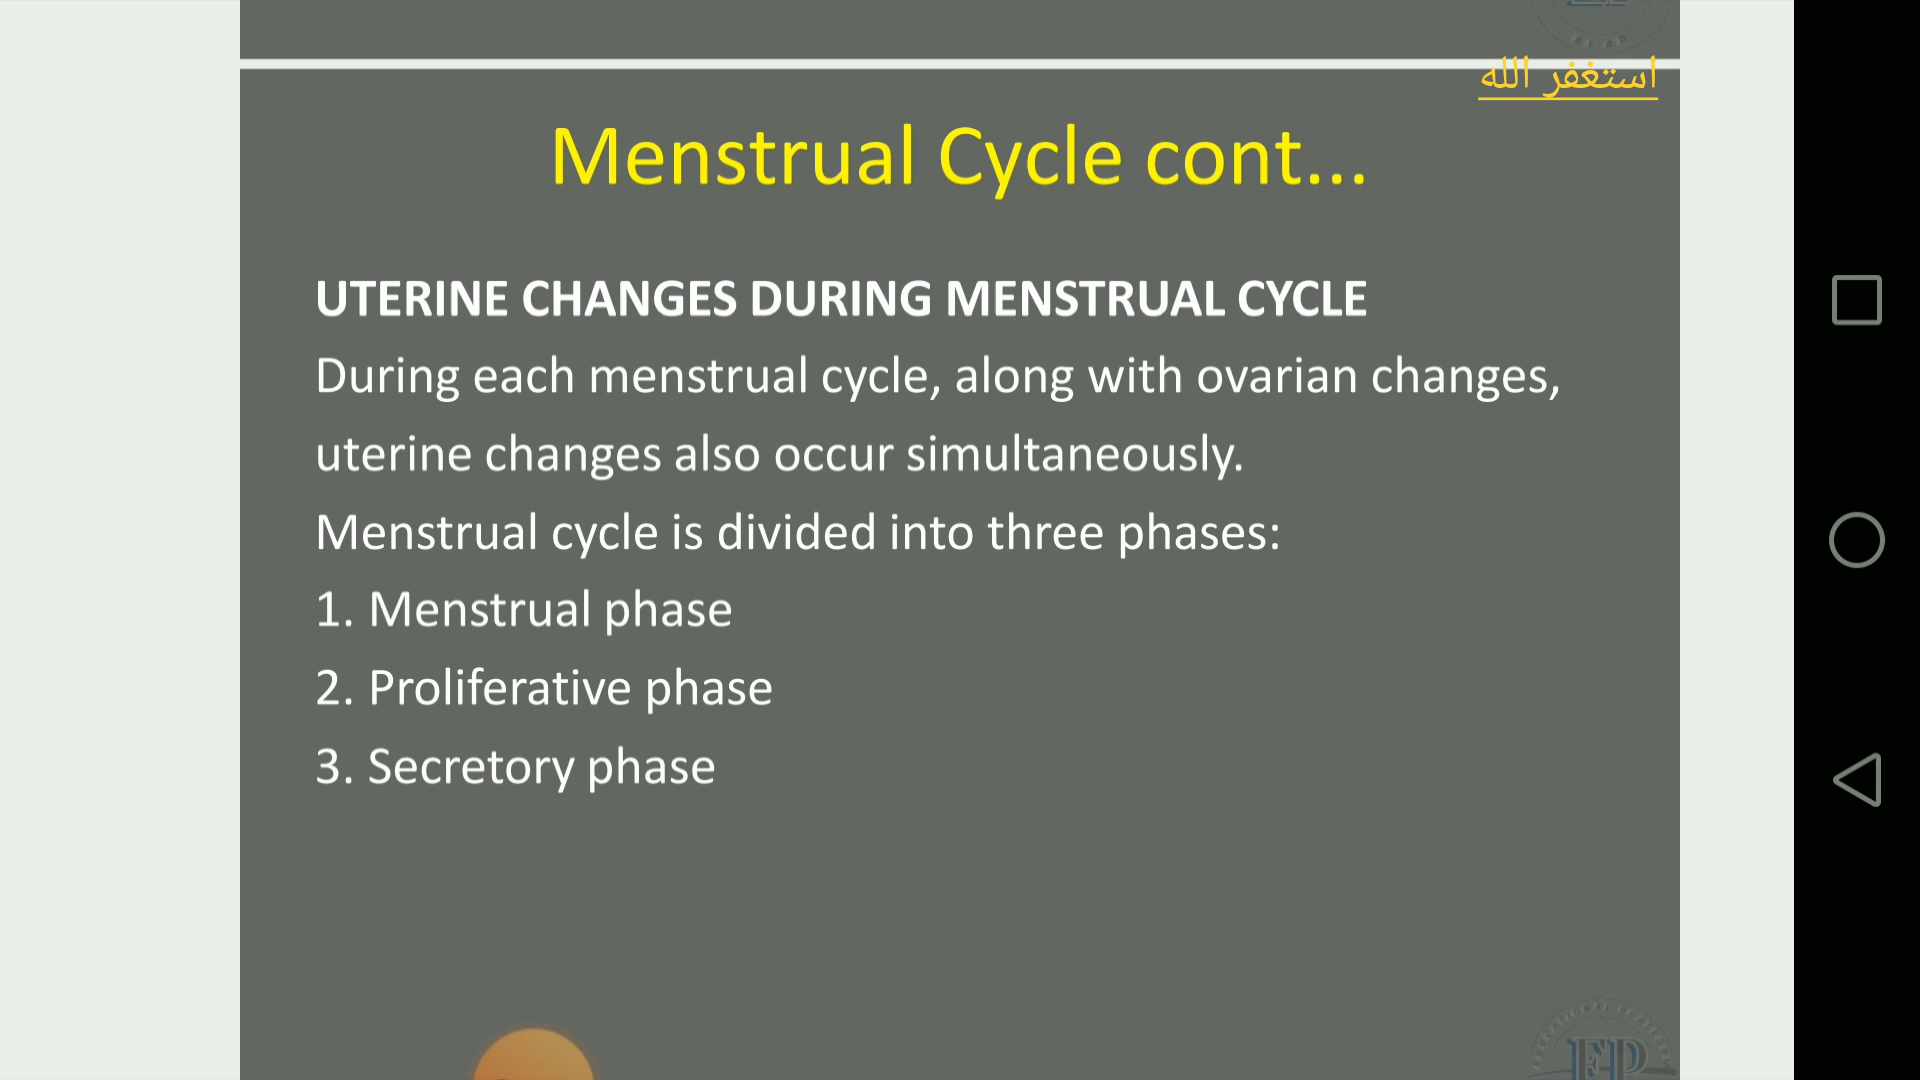 استغفر الله
Menstrual Cycle cont...
UTERINE CHANGES DURING MENSTRUAL CYCLE
During each menstrual cycle, along with ovarian changes,
uterine changes also occur simultaneously.
Menstrual cycle is divided into three phases:
1. Menstrual phase
2. Proliferative phase
3. Secretory phase
EP